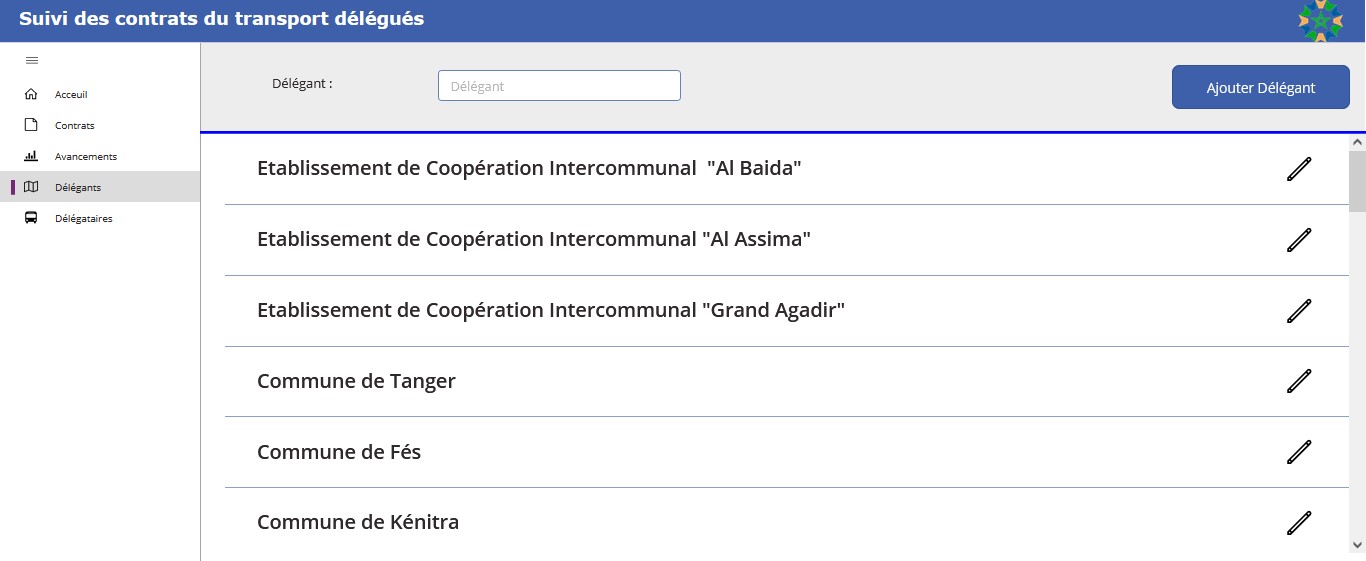 Suivi des contrats du transport délégués
Acceuil
Contrats
Avancements
Délégants
Délégataires
Délégant :
Délégant
Ajouter Délégant
Etablissement de Coopération Intercommunal  "Al Baida"
Etablissement de Coopération Intercommunal "Al Assima"
Etablissement de Coopération Intercommunal "Grand Agadir"
Commune de Tanger
Commune de Fés
Commune de Kénitra